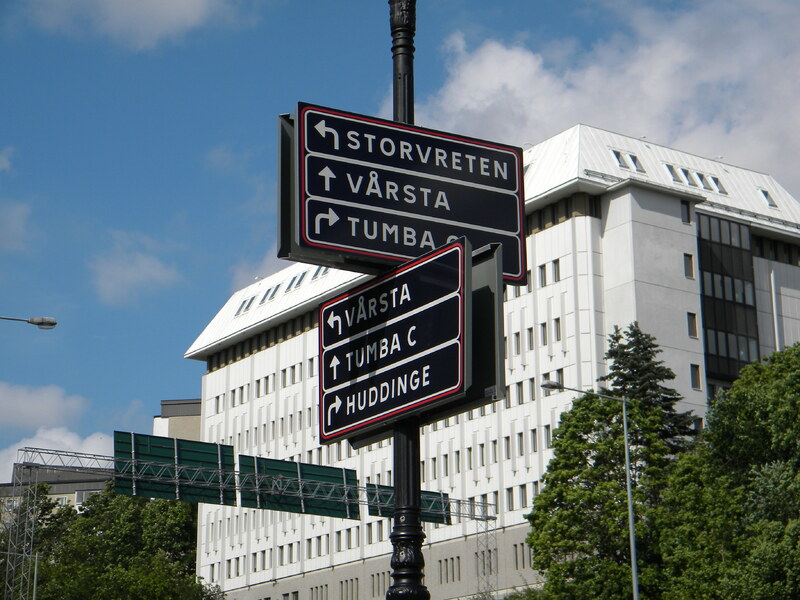 STORVRETEN
VÅRSTA
TUMBA C
VÅRSTA
TUMBA C
HUDDINGE